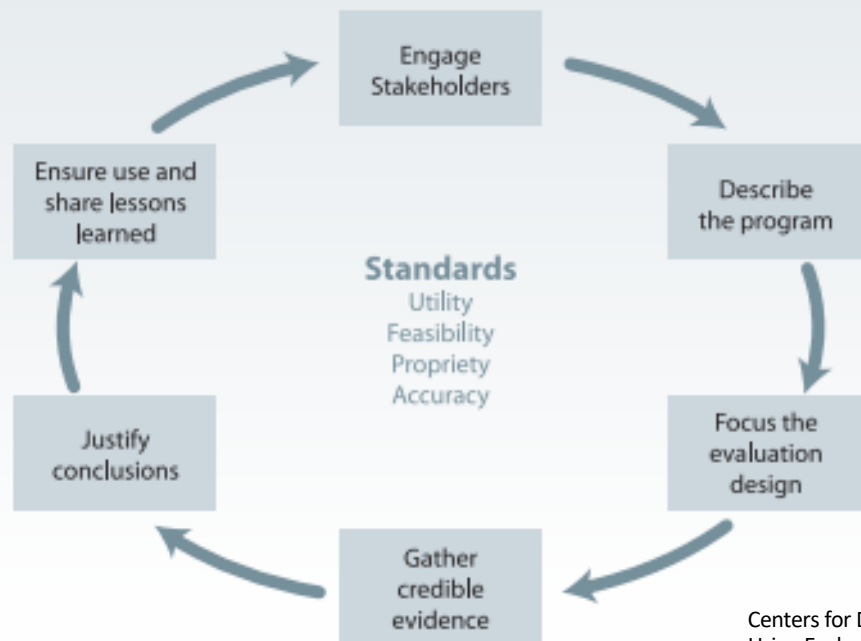 Engage
Stakeholders
Describe
the program
Focus the
evaluation
design
Gather
credible
evidence
Justify
conclusions
Ensure use and
share lessons
learned
Standards
Utility
Feasibility
Propriety
Accuracy
Centers for